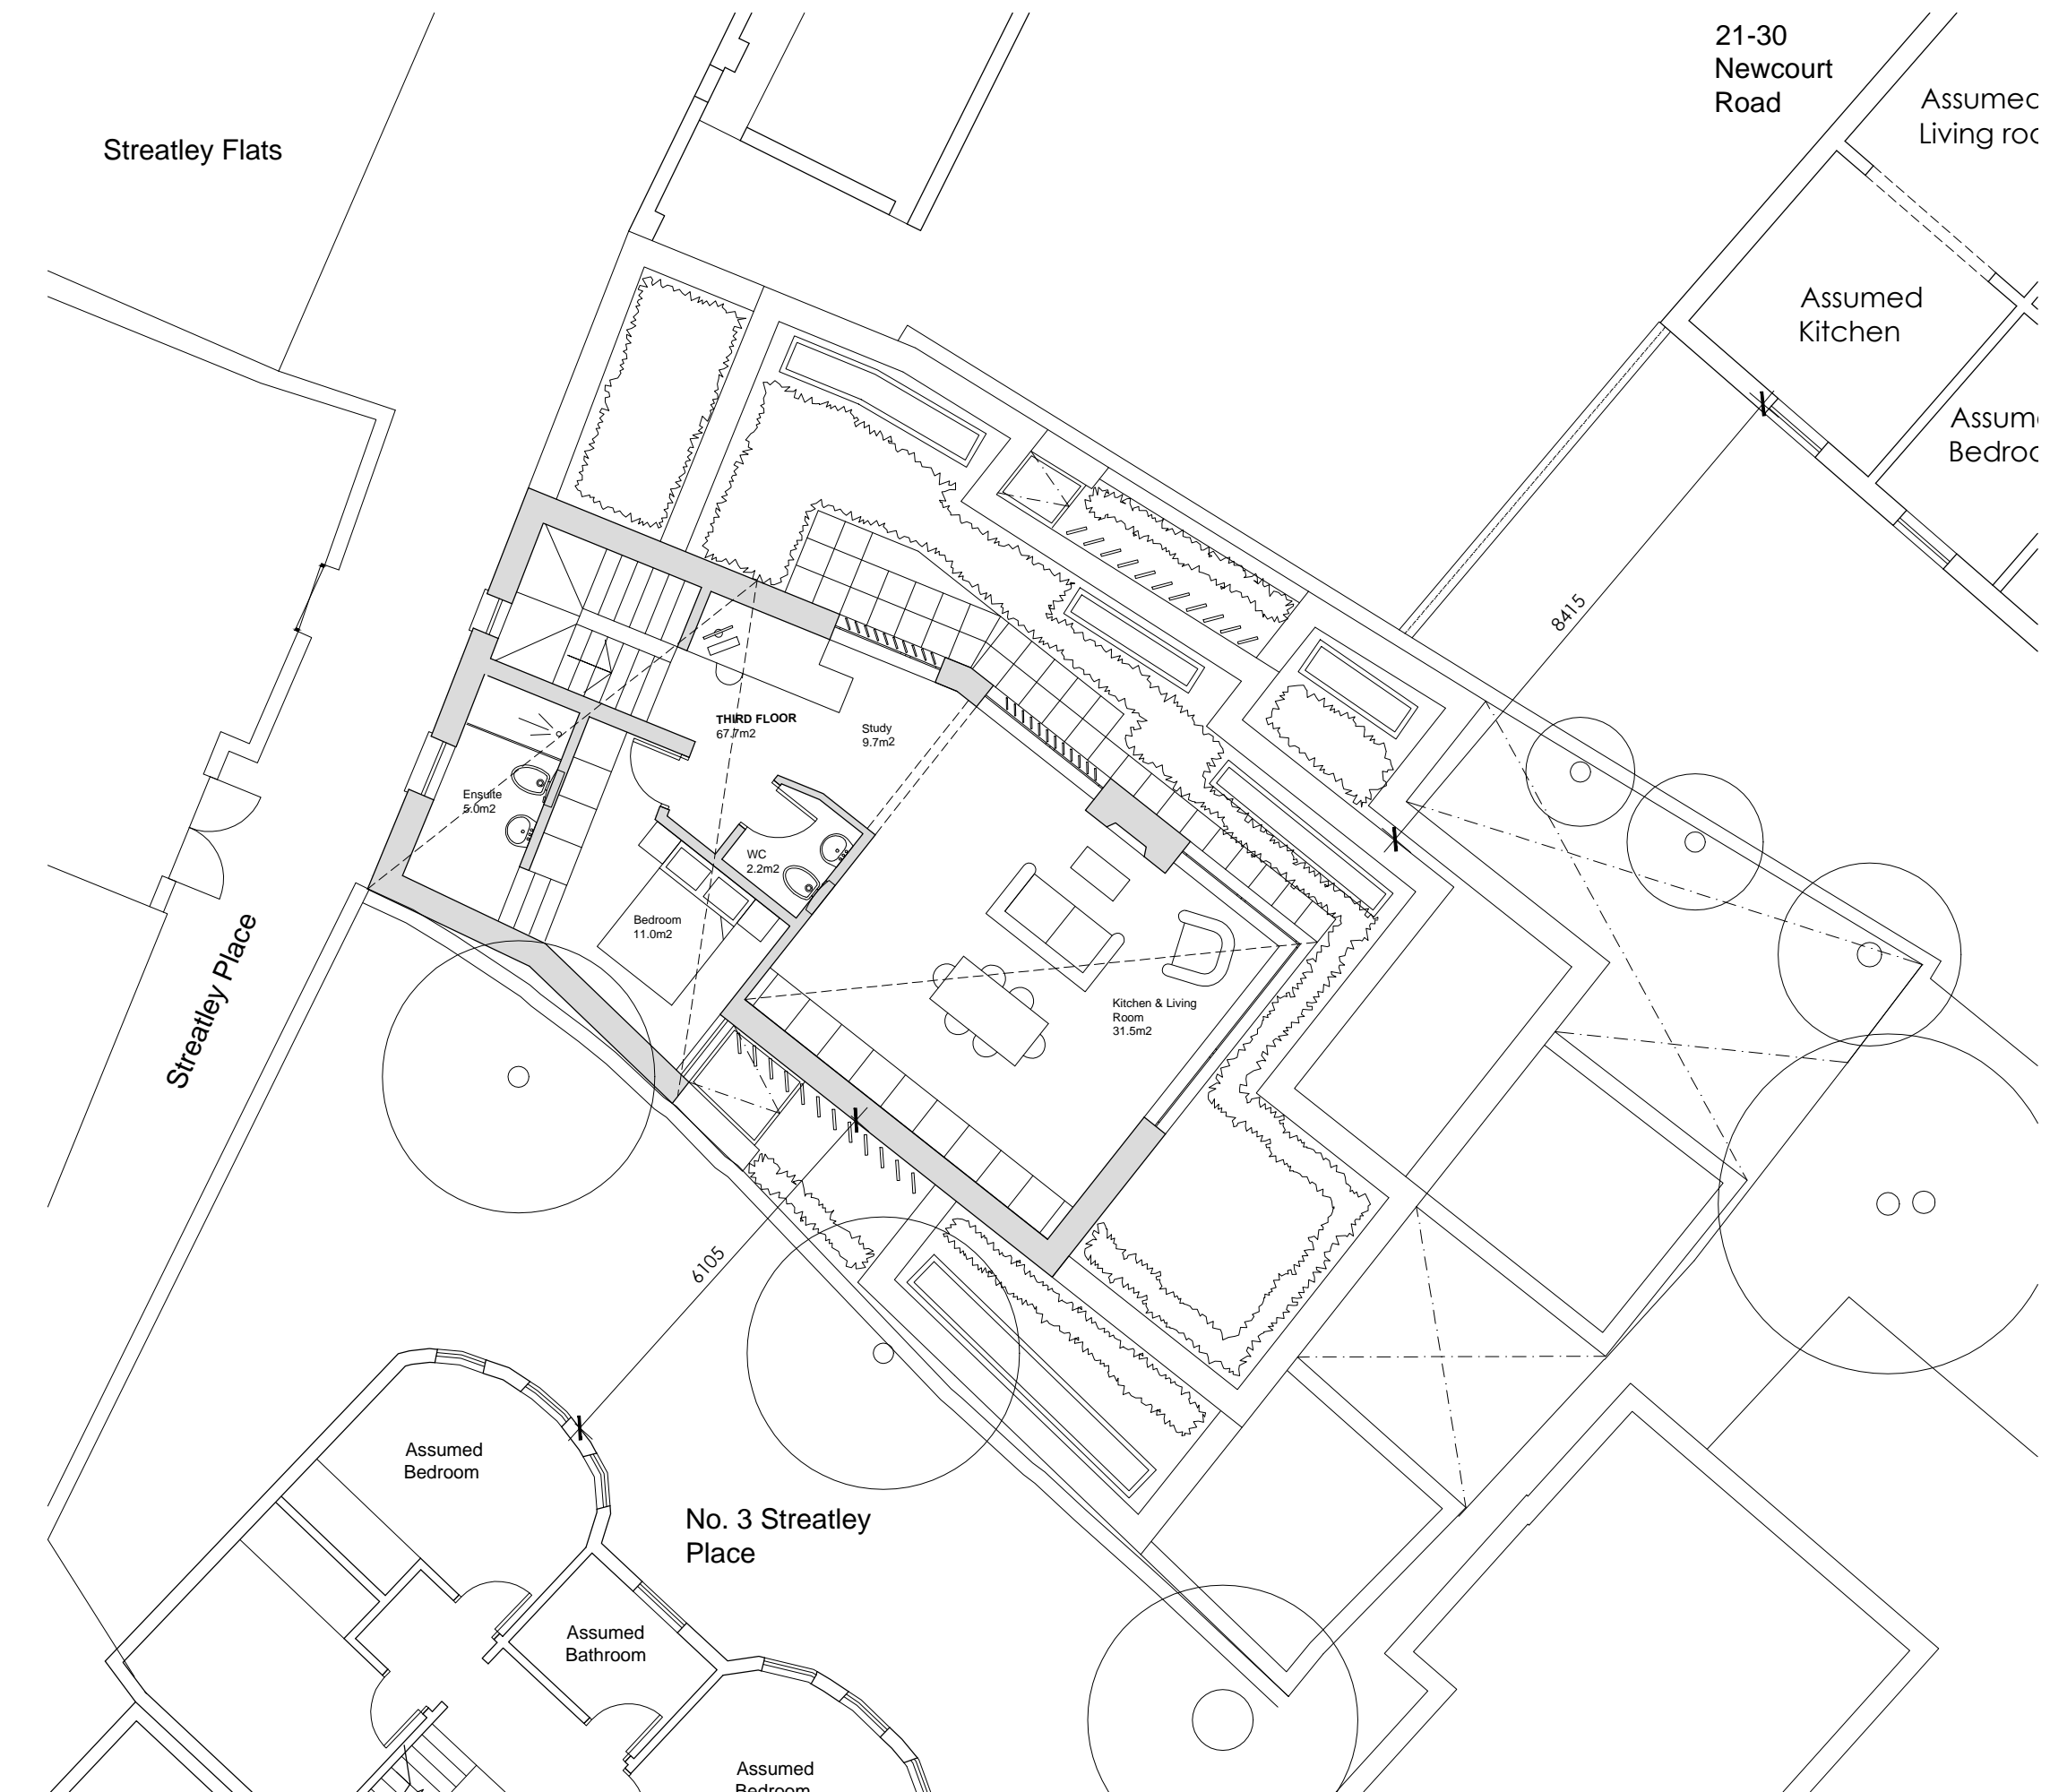 21-30
Newcourt
Road
Streatley Flats
Assumed
Kitchen
8415
THIRD FLOOR
67.7m2
Study
9.7m2
Ensuite
5.0m2
WC
2.2m2
Bedroom
11.0m2
Kitchen & Living
Room
31.5m2
Streatley Place
6105
Assumed
Bedroom
No. 3 Streatley
Place
Assumed
Bathroom
Assumed
Bedroom